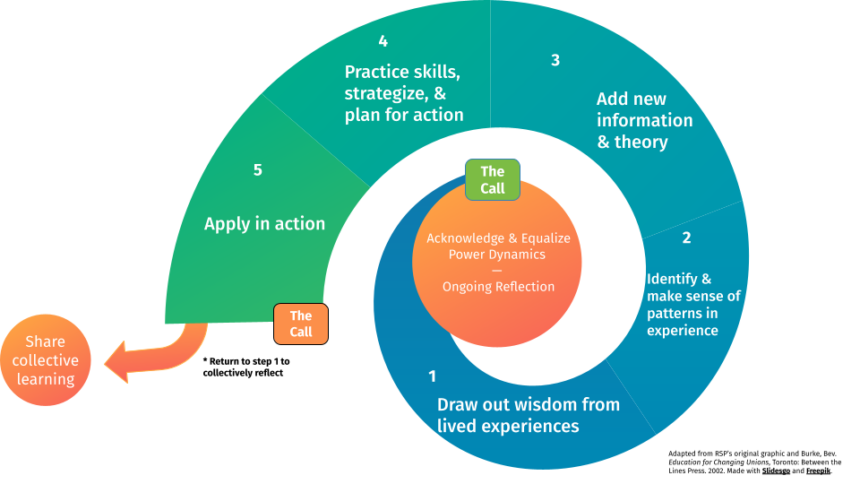 The
Call
Acknowledge & Equalize
Power Dynamics
—
Ongoing Reflection
1
Draw out wisdom from
lived experiences
2
Identify &
make sense of
patterns in
experience
3
Add new
information
& theory
4
Practice skills,
strategize, &
plan for action
5
Apply in action
The
Call
* Return to step 1 to
collectively reflect
Share
collective
learning
Adapted from RSP's original graphic and Burke, Bev.
Education for Changing Unions, Toronto: Between the
Lines Press. 2002. Made with Slidesgo and Freepik.